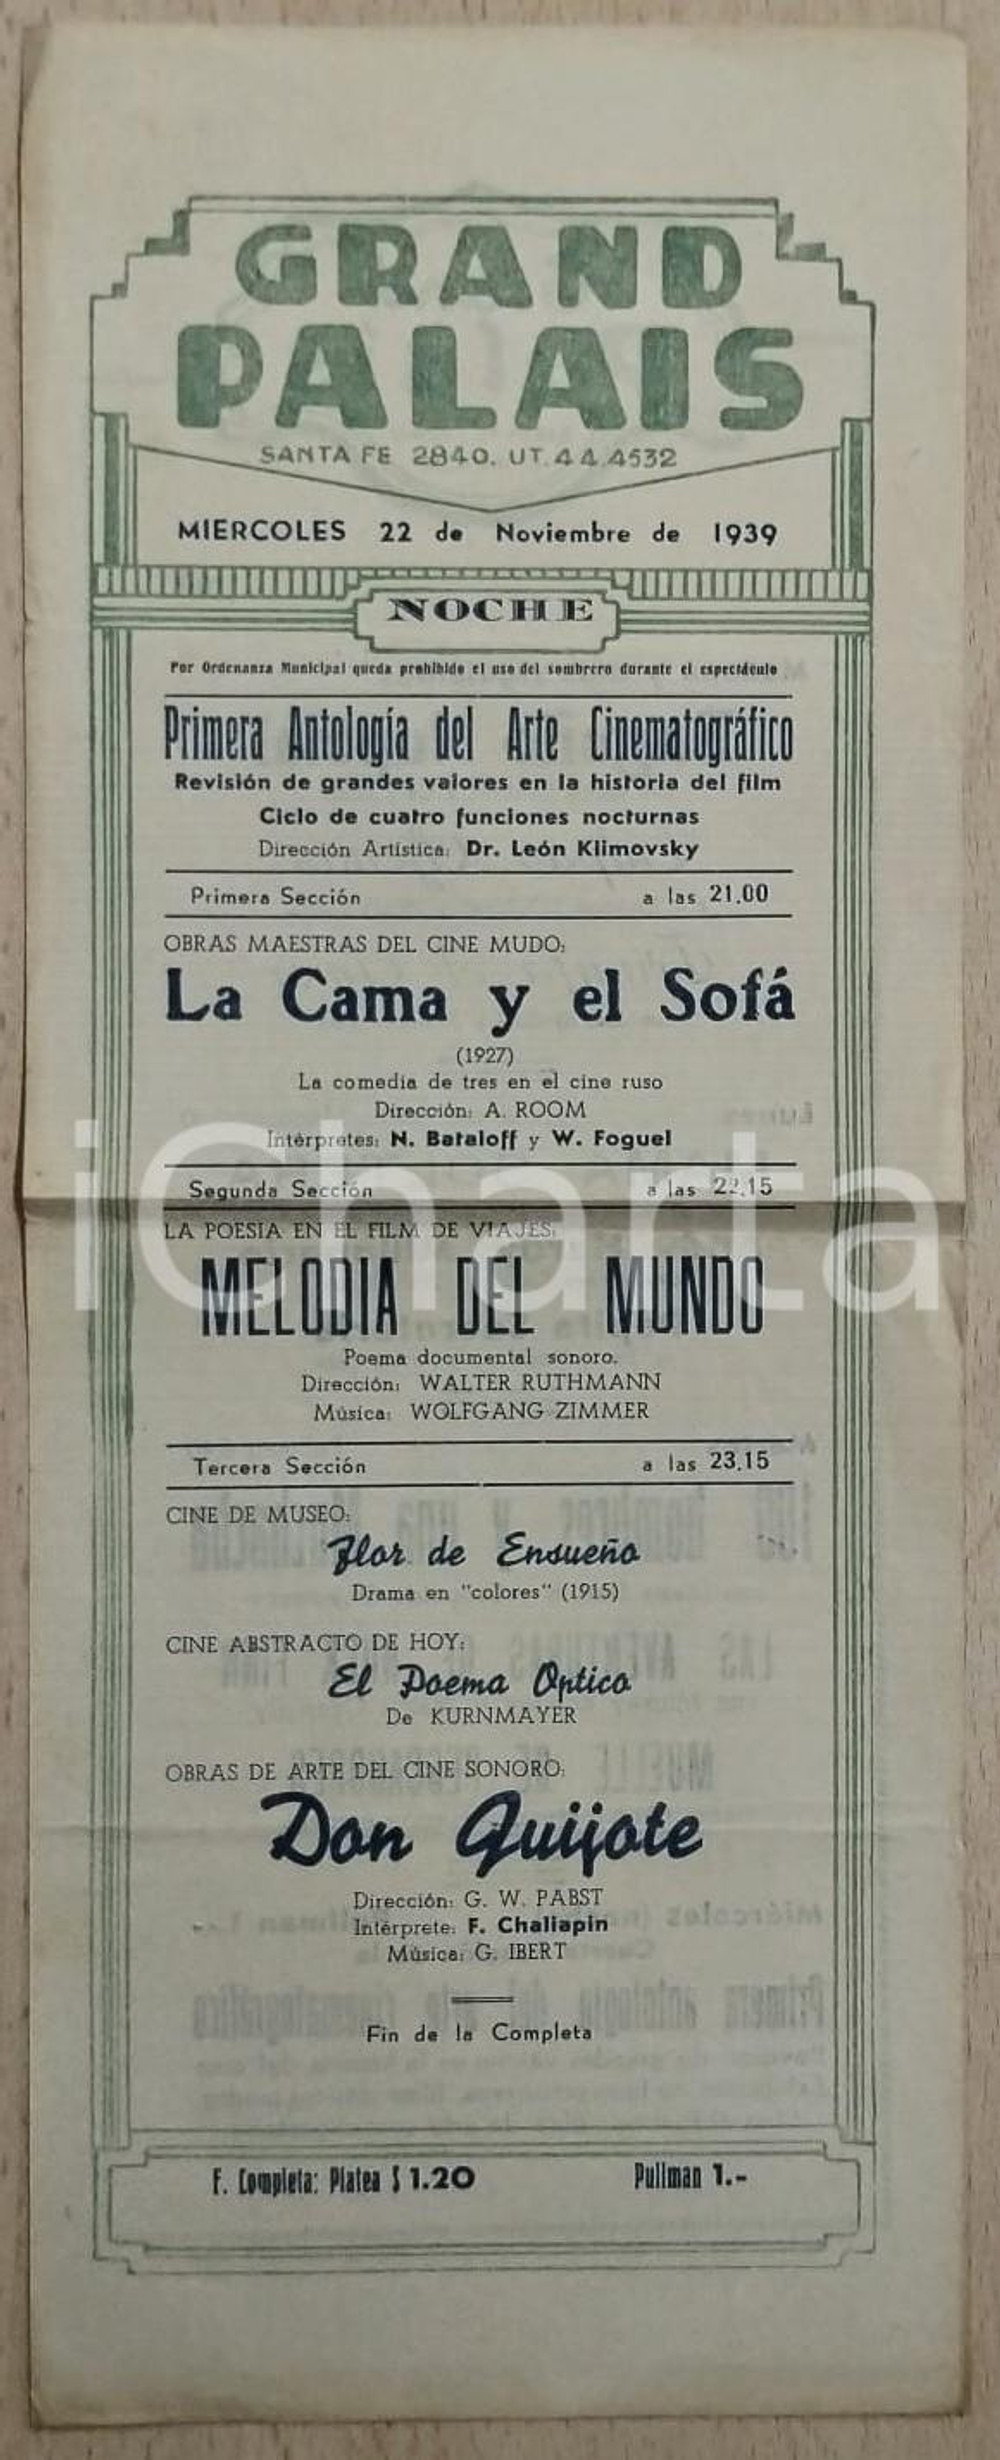 GRAND
PALAIS
SANTA FE 2840. UT. 44.4532
MIERCOLES 22 de Noviembre de 1939
NOCHE
Por Ordenanza Municipal queda prohibido el uso del sombrero durante el espectáculo
Primera Antología del Arte Cinematográfico
Revisión de grandes valores en la historia del film
Ciclo de cuatro funciones nocturnas
Dirección Artística: Dr. León Klimovsky
Primera Sección a las 21.00
OBRAS MAESTRAS DEL CINE MUDO:
La Cama y el Sofá
(1927)
La comedia de tres en el cine ruso
Dirección: A. ROOM
Intérpretes: N. Bataloff y W. Foguel
Segunda Sección a las 22.15
LA POESIA EN EL FILM DE VIAJES:
MELODIA DEL MUNDO
Poema documental sonoro.
Dirección: WALTER RUTHMANN
Música: WOLFGANG ZIMMER
Tercera Sección a las 23.15
CINE DE MUSEO:
Flor de Ensueño
Drama en "colores" (1915)
CINE ABSTRACTO DE HOY:
El Poema Optico
De KURNMAYER
OBRAS DE ARTE DEL CINE SONORO:
Don Quijote
Dirección: G. W. PABST
Intérprete: F. Chaliapin
Música: G. IBERT
Fin de la Completa
F. Completa: Platea $ 1.20 Pullman 1.-
iCharta